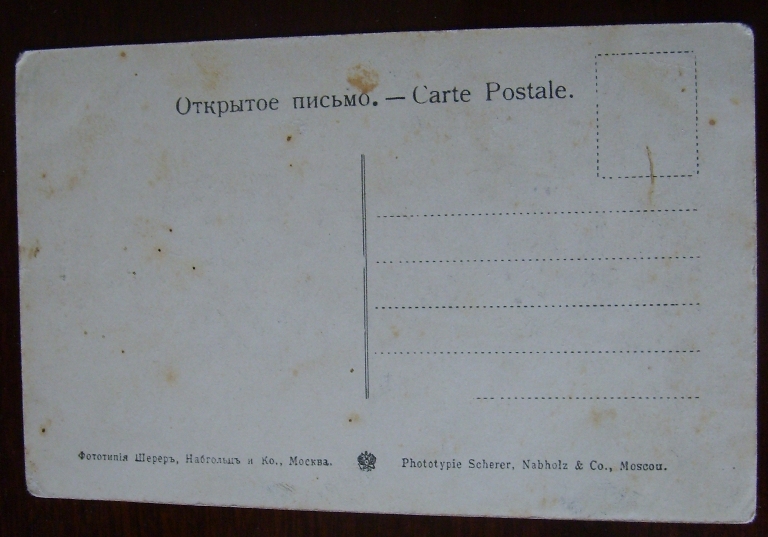 Открытое письмо. — Carte Postale.
Фототипія Шереръ, Набгольцъ и Ко., Москва.
Phototypie Scherer, Nabholz & Co., Moscou.